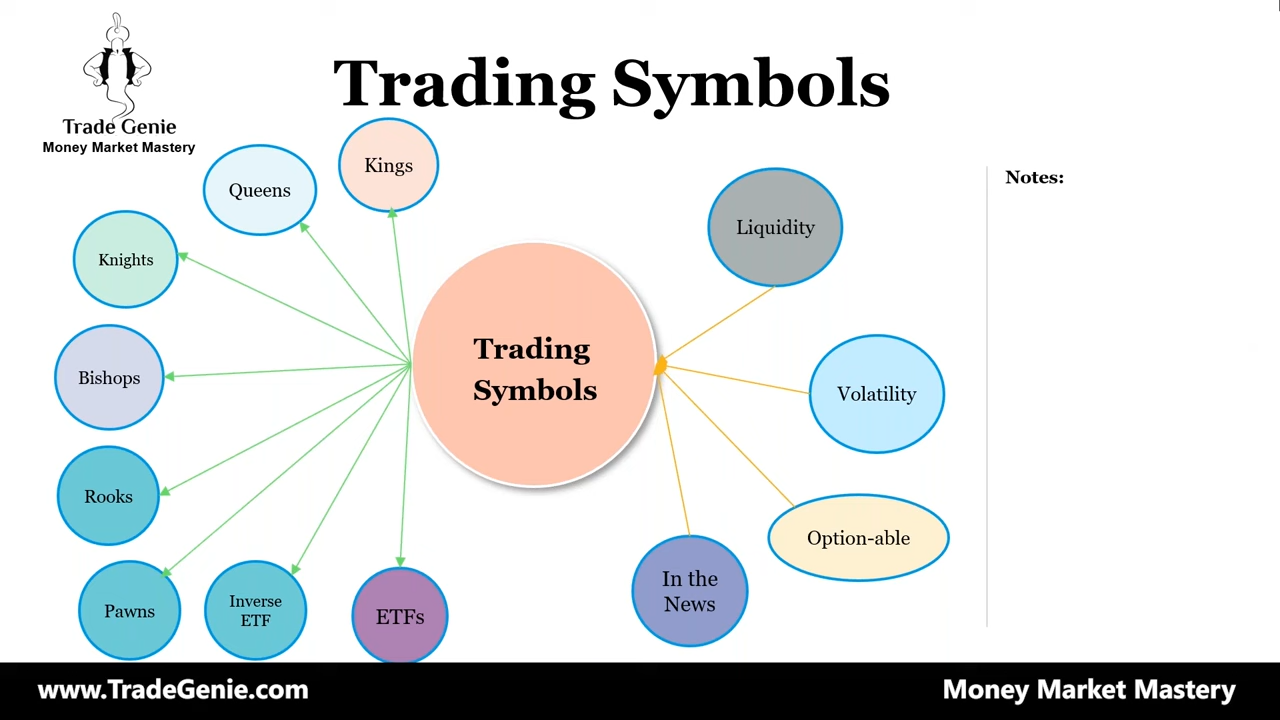 Trading Symbols
Trade Genie
Money Market Mastery
Kings
Queens
Knights
Bishops
Rooks
Pawns
Inverse
ETF
ETFs
Trading
Symbols
Liquidity
Volatility
Option-able
In the
News
Notes:
www.TradeGenie.com
Money Market Mastery